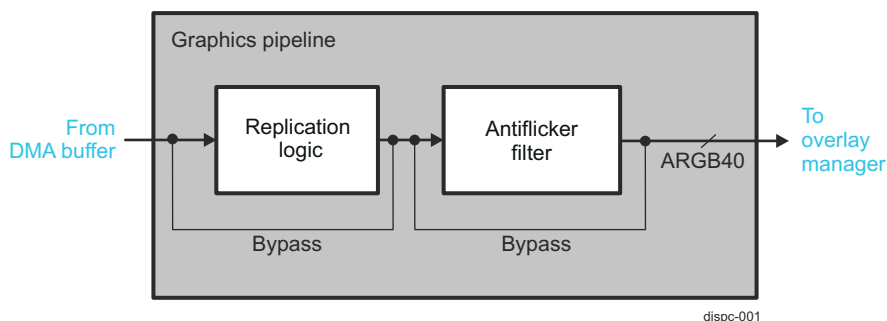 Graphics pipeline
From
DMA buffer
Replication
logic
Antiflicker
filter
ARGB40
To
overlay
manager
Bypass
Bypass
dispc-001